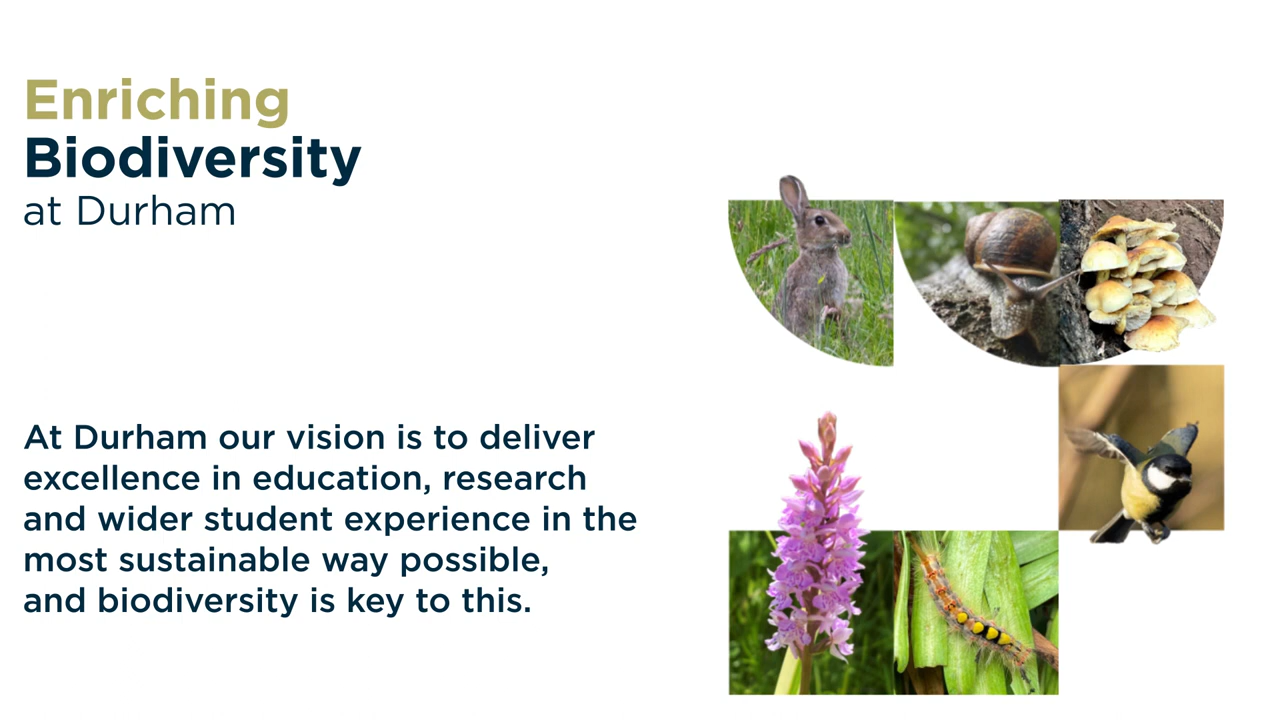 Enriching
Biodiversity
at Durham
At Durham our vision is to deliver
excellence in education, research
and wider student experience in the
most sustainable way possible,
and biodiversity is key to this.